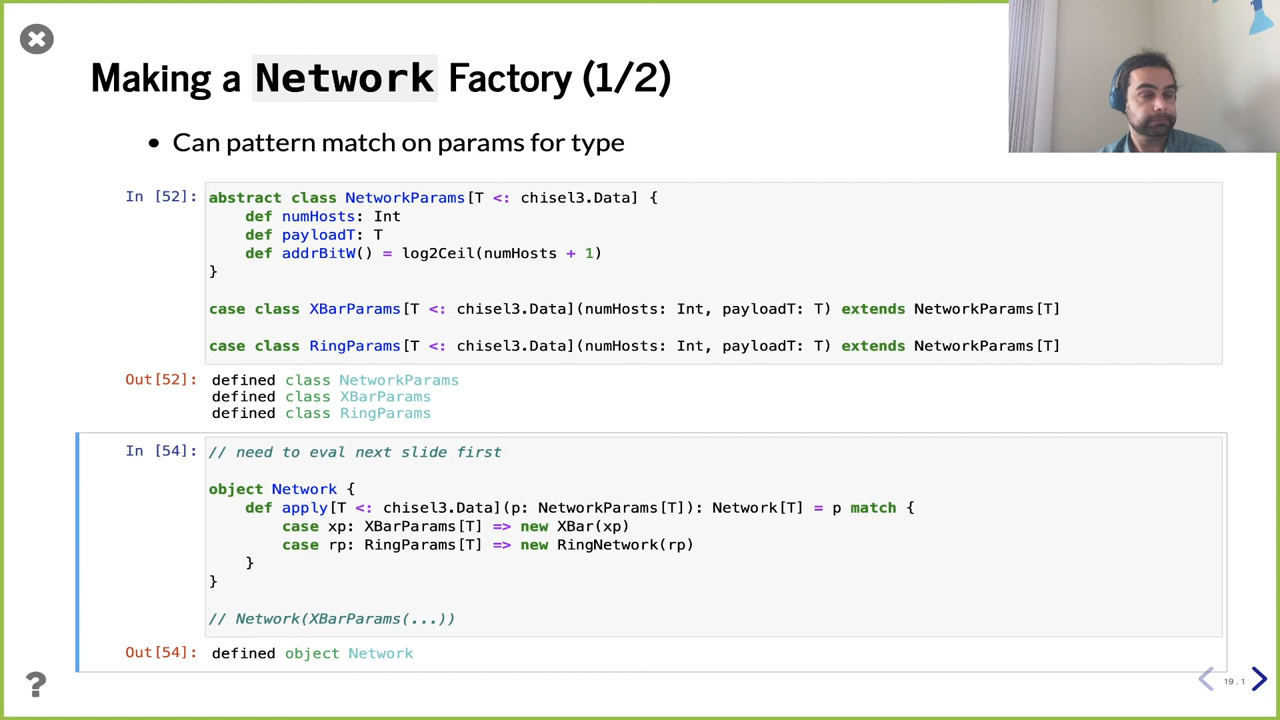 Making a Network Factory (1/2)
• Can pattern match on params for type
In [52]:
abstract class NetworkParams[T <: chisel3.Data] {
    def numHosts: Int
    def payloadT: T
    def addrBitW() = log2Ceil(numHosts + 1)
}
case class XBarParams[T <: chisel3.Data](numHosts: Int, payloadT: T) extends NetworkParams[T]
case class RingParams[T <: chisel3.Data](numHosts: Int, payloadT: T) extends NetworkParams[T]
Out[52]: defined class NetworkParams
defined class XBarParams
defined class RingParams
In [54]: // need to eval next slide first
object Network {
    def apply[T <: chisel3.Data](p: NetworkParams[T]): Network[T] = p match {
        case xp: XBarParams[T] => new XBar(xp)
        case rp: RingParams[T] => new RingNetwork(rp)
    }
}
// Network(XBarParams(...))
Out[54]: defined object Network
?
19.1